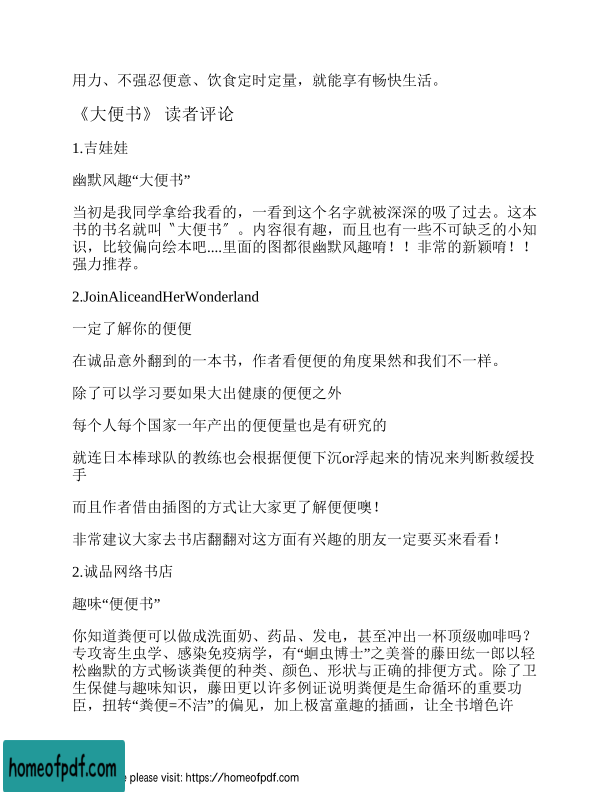 用力、不强忍便意、饮食定时定量，就能享有畅快生活。
《大便书》 读者评论
1.吉娃娃
幽默风趣“大便书”
当初是我同学拿给我看的，一看到这个名字就被深深的吸了过去。这本
书的书名就叫〝大便书〞。内容很有趣，而且也有一些不可缺乏的小知
识，比较偏向绘本吧....里面的图都很幽默风趣唷！！非常的新颖唷！！
强力推荐。
2.JoinAliceandHerWonderland
一定了解你的便便
在诚品意外翻到的一本书，作者看便便的角度果然和我们不一样。
除了可以学习要如果大出健康的便便之外
每个人每个国家一年产出的便便量也是有研究的
就连日本棒球队的教练也会根据便便下沉or浮起来的情况来判断救缓投
手
而且作者借由插图的方式让大家更了解便便噢！
非常建议大家去书店翻翻对这方面有兴趣的朋友一定要买来看看！
2.诚品网络书店
趣味“便便书”
你知道粪便可以做成洗面奶、药品、发电，甚至冲出一杯顶级咖啡吗？
专攻寄生虫学、感染免疫病学，有“蛔虫博士”之美誉的藤田纮一郎以轻
松幽默的方式畅谈粪便的种类、颜色、形状与正确的排便方式。除了卫
生保健与趣味知识，藤田更以许多例证说明粪便是生命循环的重要功
臣，扭转“粪便=不洁”的偏见，加上极富童趣的插画，让全书增色许
homeofpdf.com
e please visit: https://homeofpdf.com